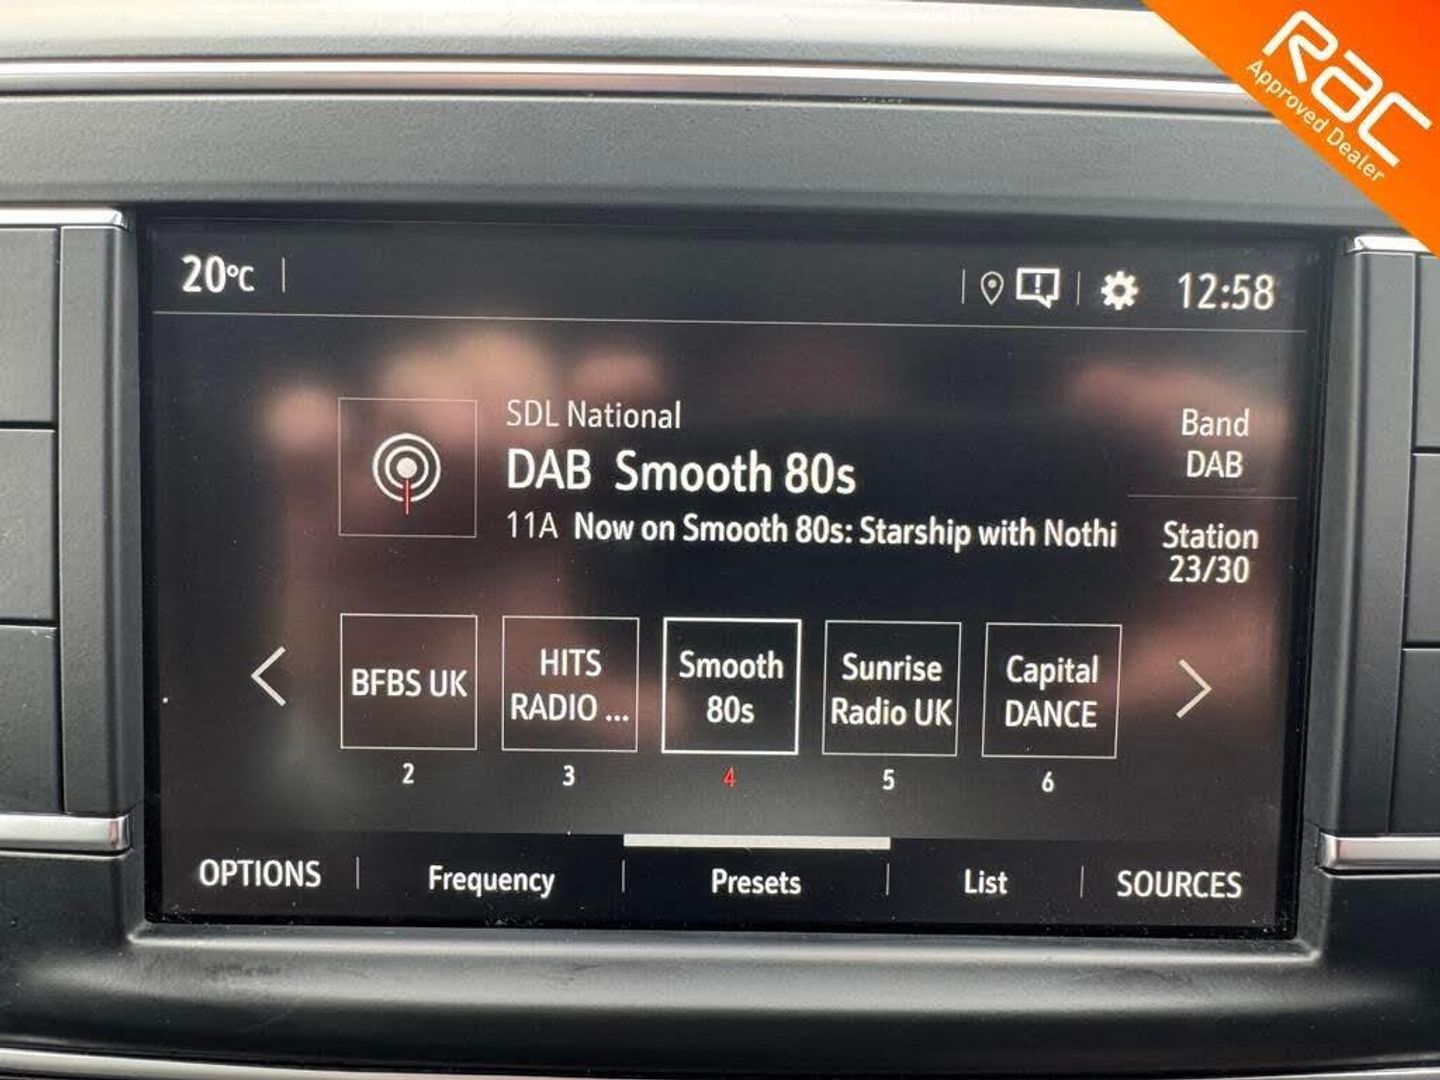 rac
Approved Dealer
20°C
12:58
SDL National
DAB Smooth 80s
11A Now on Smooth 80s: Starship with Nothi
Band
DAB
Station
23/30
BFBS UK
2
HITS
RADIO ...
3
Smooth
80s
4
Sunrise
Radio UK
5
Capital
DANCE
6
OPTIONS
Frequency
Presets
List
SOURCES